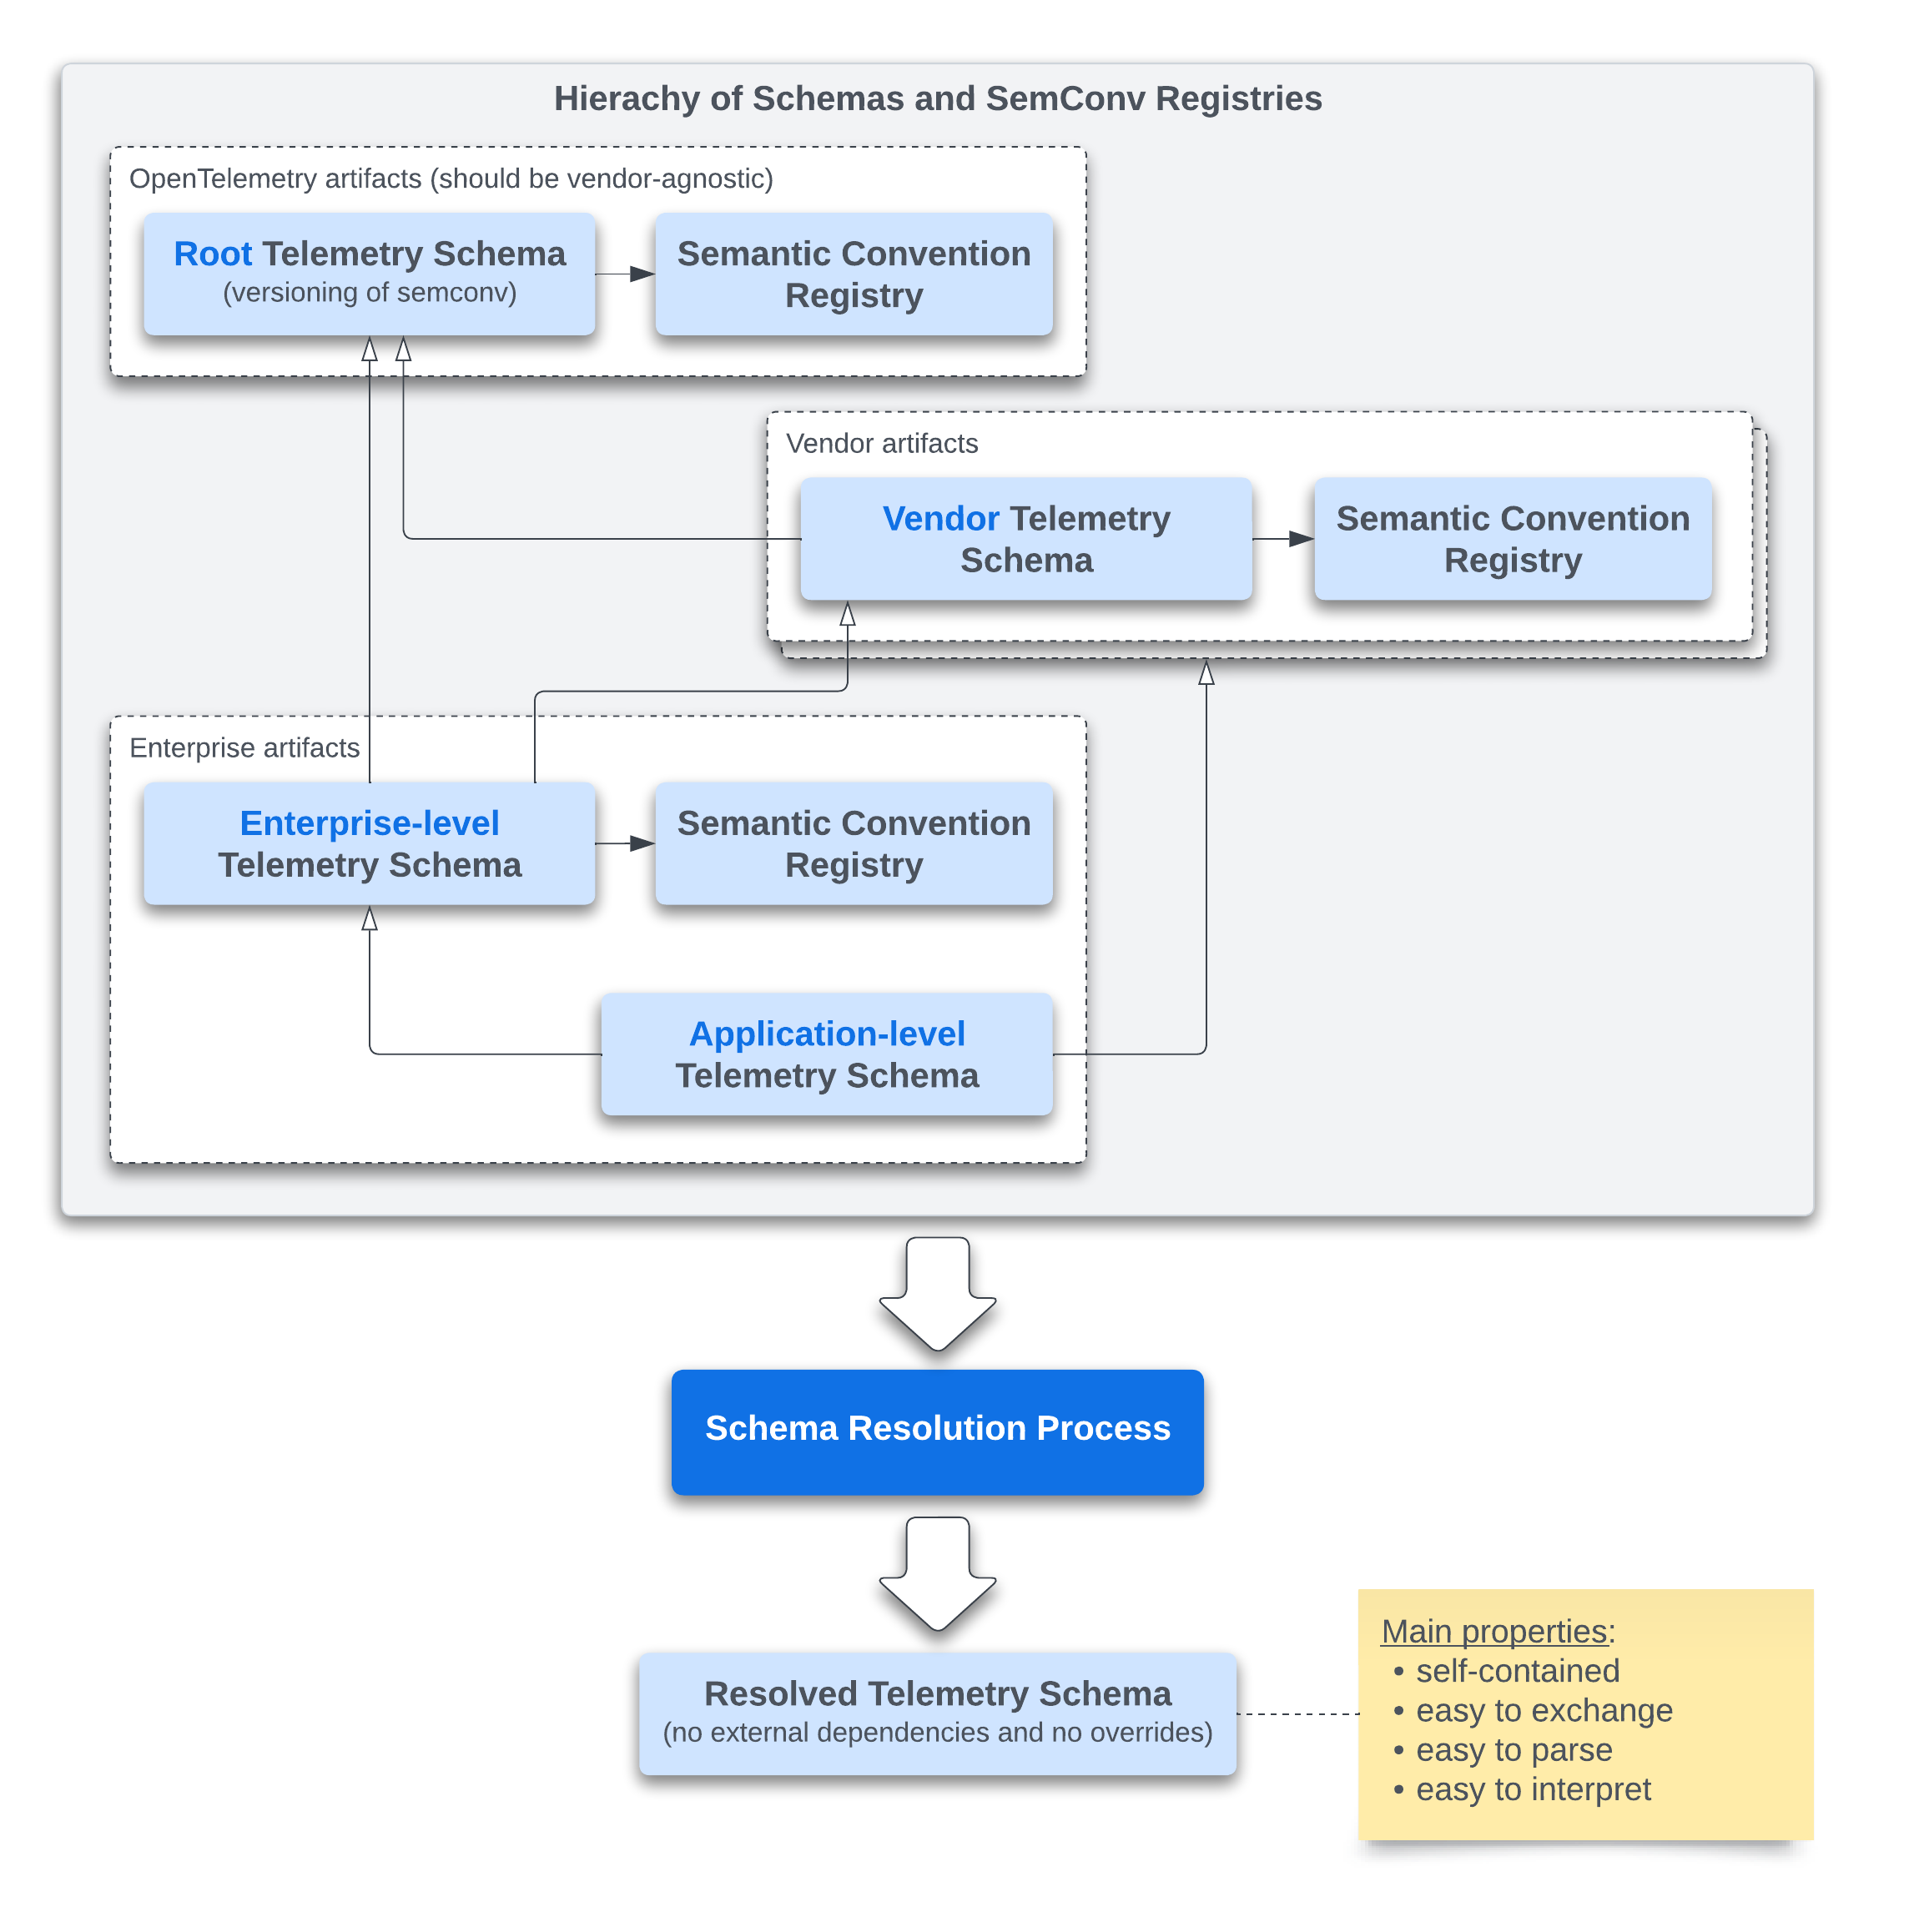 Hierachy of Schemas and SemConv Registries
OpenTelemetry artifacts (should be vendor-agnostic)
Root Telemetry Schema
(versioning of semconv)
Semantic Convention
Registry
Vendor artifacts
Vendor Telemetry
Schema
Semantic Convention
Registry
Enterprise artifacts
Enterprise-level
Telemetry Schema
Semantic Convention
Registry
Application-level
Telemetry Schema
Schema Resolution Process
Resolved Telemetry Schema
(no external dependencies and no overrides)
Main properties:
• self-contained
• easy to exchange
• easy to parse
• easy to interpret